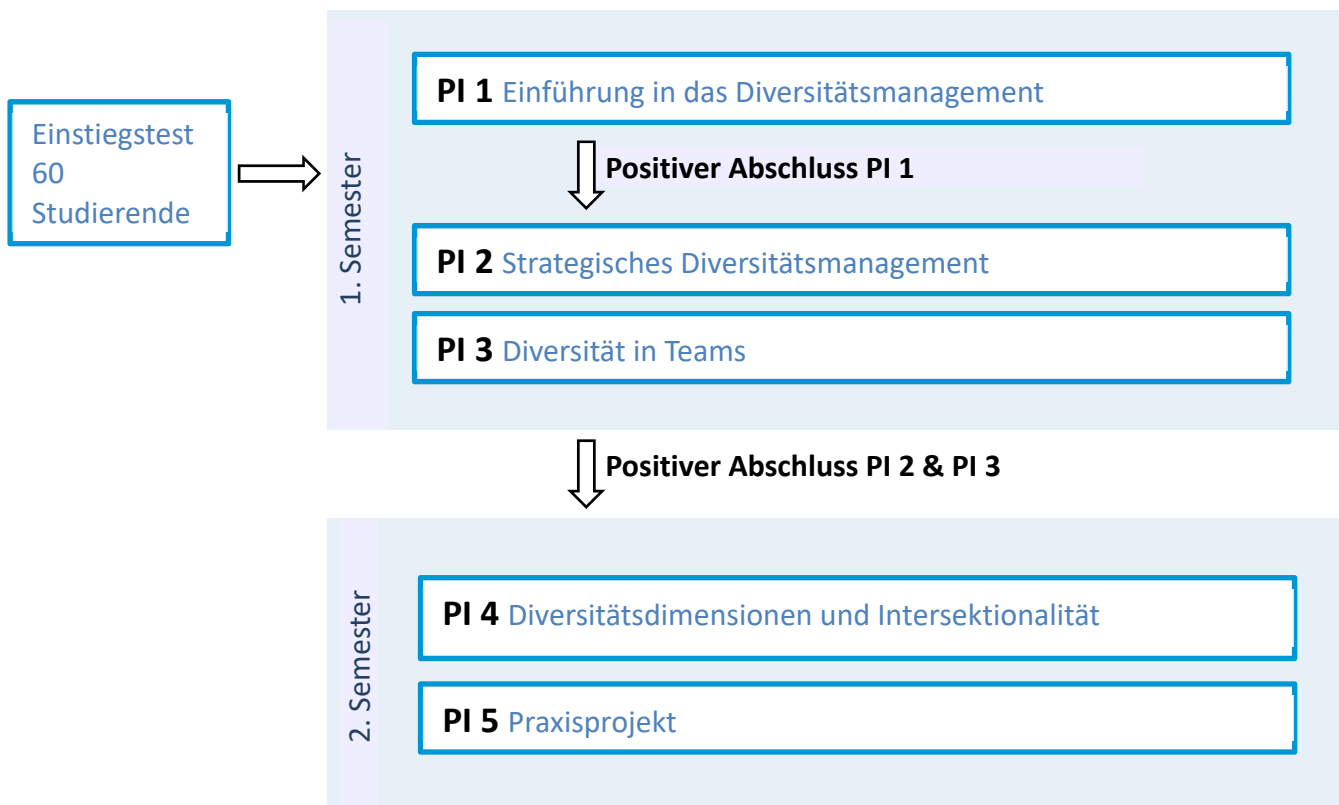 Einstiegstest
60
Studierende
1. Semester
PI 1 Einführung in das Diversitätsmanagement
Positiver Abschluss PI 1
PI 2 Strategisches Diversitätsmanagement
PI 3 Diversität in Teams
Positiver Abschluss PI 2 & PI 3
2. Semester
PI 4 Diversitätsdimensionen und Intersektionalität
PI 5 Praxisprojekt